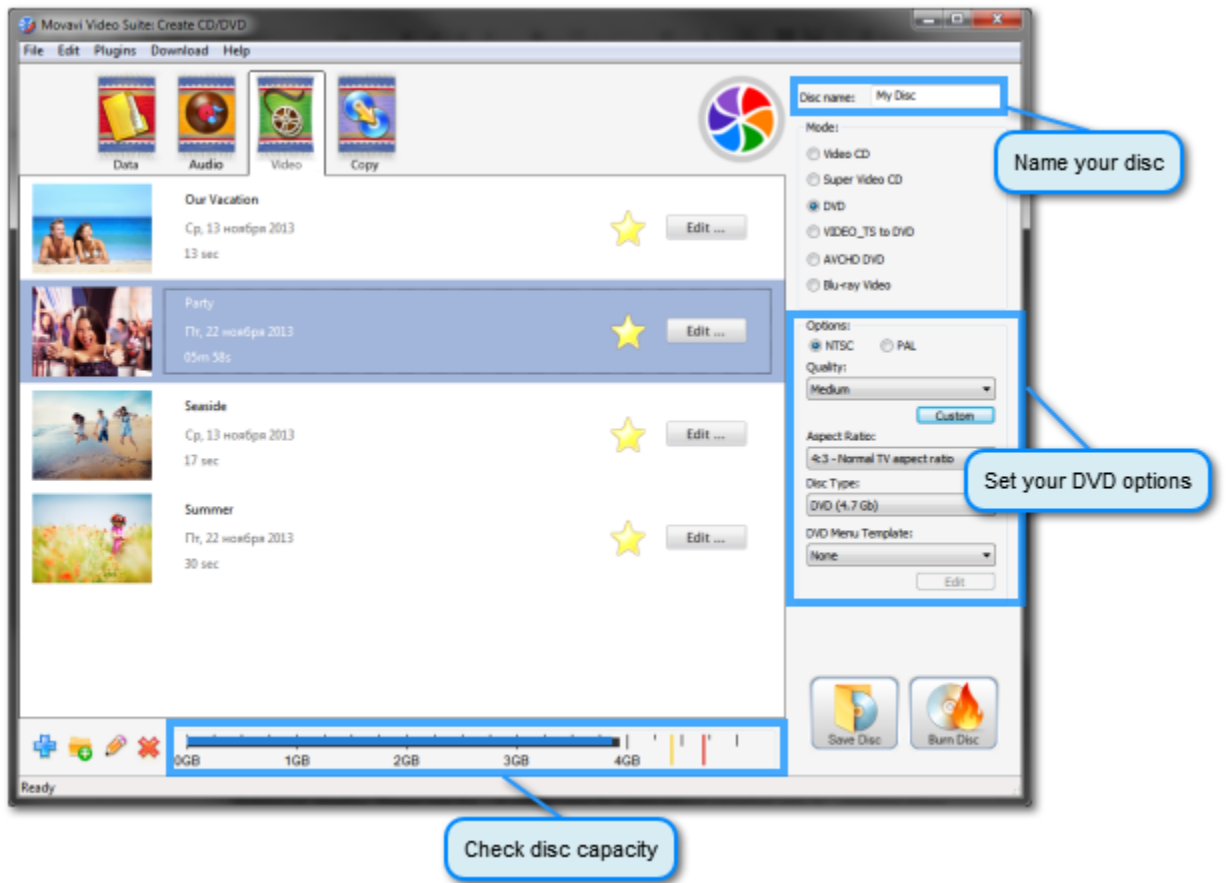 Movavi Video Suite: Create CD/DVD
File Edit Plugins Download Help
Data
Audio
Video
Copy
Disc name: My Disc
Name your disc
Mode:
Video CD
Super Video CD
DVD
VIDEO_TS to DVD
AVCHD DVD
Blu-ray Video
Our Vacation
Ср, 13 ноября 2013
13 sec
Edit ...
Party
Пт, 22 ноября 2013
05m 58s
Edit ...
Seaside
Ср, 13 ноября 2013
17 sec
Edit ...
Summer
Пт, 22 ноября 2013
30 sec
Edit ...
Options:
NTSC PAL
Quality:
Medium
Custom
Aspect Ratio:
4:3 - Normal TV aspect ratio
Disc Type:
DVD (4.7 Gb)
DVD Menu Template:
None
Edit
Set your DVD options
Save Disc
Burn Disc
0GB 1GB 2GB 3GB 4GB
Ready
Check disc capacity